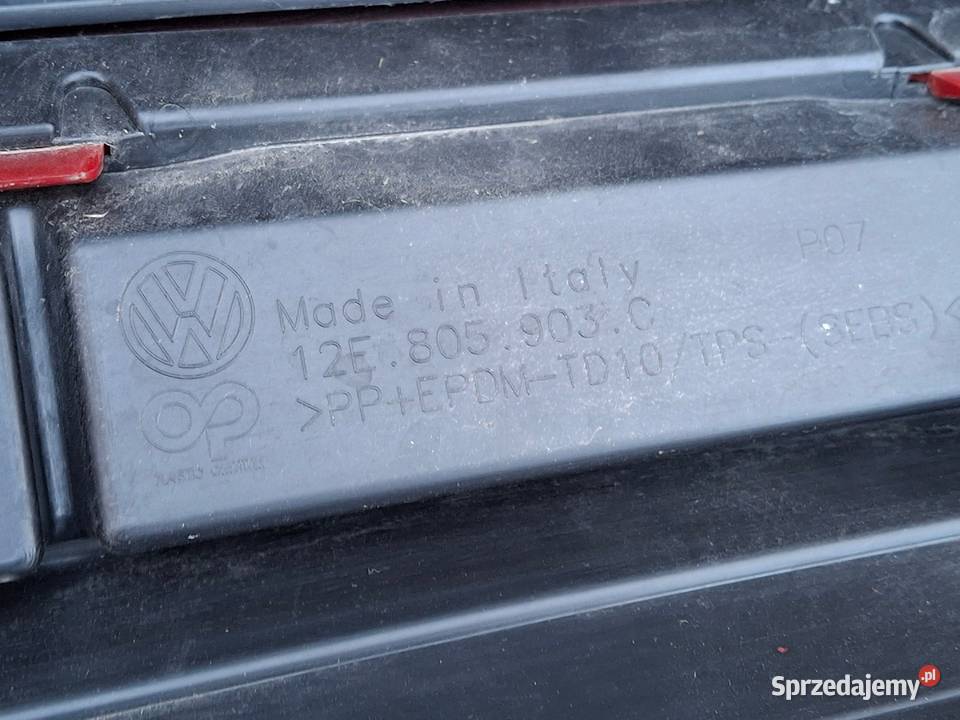 P07
Made in Italy
12E.805.903.C
>PP+EPDM-TD10/TPS-(SEBS)<
Sprzedajemy.pl